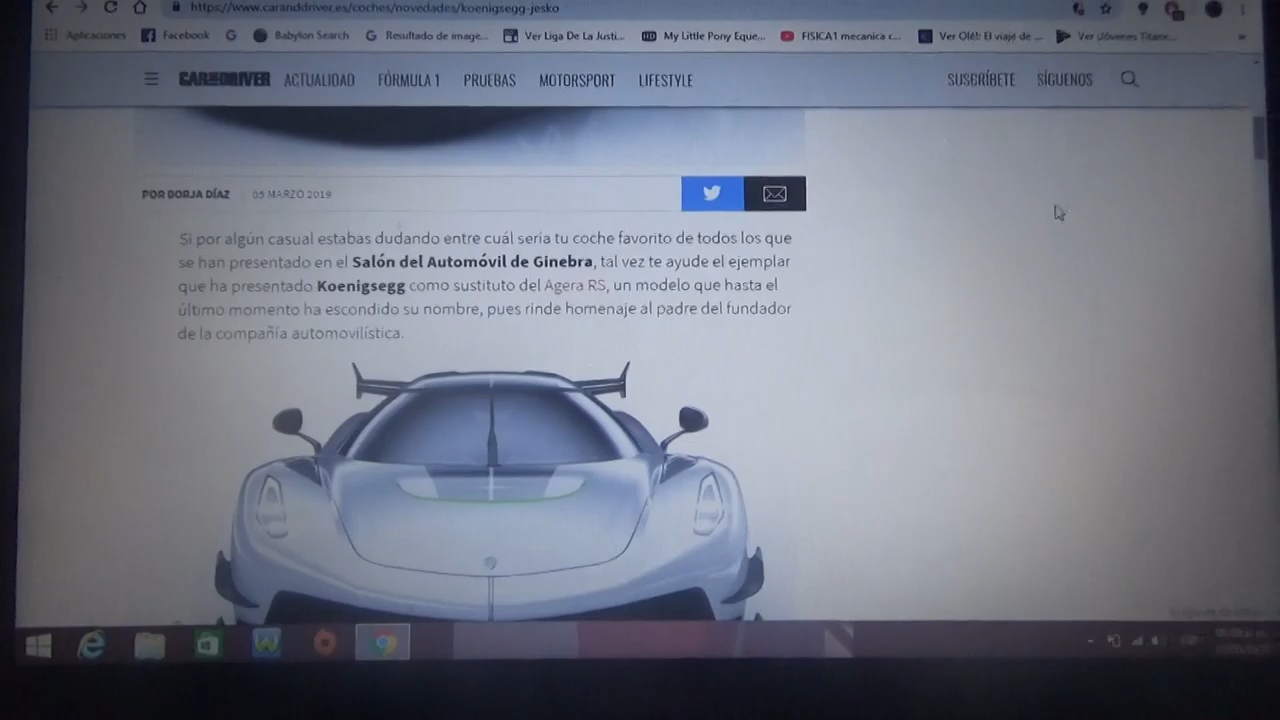 https://www.caranddriver.es/coches/novedades/koenigsegg-jesko
Aplicaciones Facebook Babylon Search Resultado de image... Ver Liga De La Justi... My Little Pony Eque... FISICA1 mecanica c... Ver Olé!: El viaje de ... Ver Jóvenes Titane...
CAR AND DRIVER ACTUALIDAD FÓRMULA 1 PRUEBAS MOTORSPORT LIFESTYLE SUSCRÍBETE SÍGUENOS
POR BORJA DÍAZ 05 MARZO 2019
Si por algún casual estabas dudando entre cuál sería tu coche favorito de todos los que
se han presentado en el Salón del Automóvil de Ginebra, tal vez te ayude el ejemplar
que ha presentado Koenigsegg como sustituto del Agera RS, un modelo que hasta el
último momento ha escondido su nombre, pues rinde homenaje al padre del fundador
de la compañía automovilística.